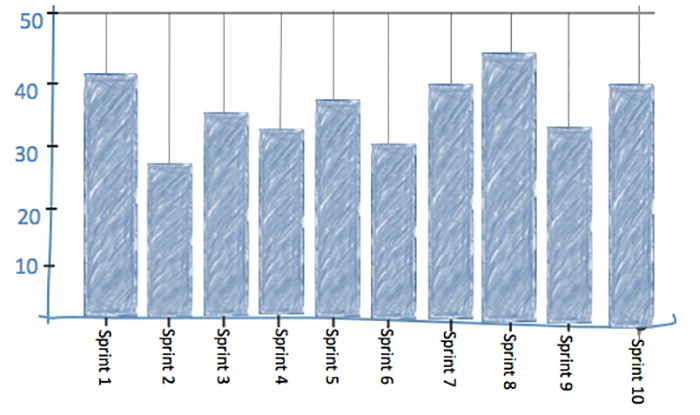 50
40
30
20
10
Sprint 1
Sprint 2
Sprint 3
Sprint 4
Sprint 5
Sprint 6
Sprint 7
Sprint 8
Sprint 9
Sprint 10